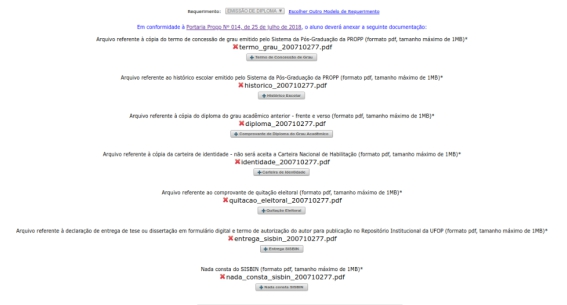 Requerimento: EMISSÃO DE DIPLOMA Escolher Outro Modelo de Requerimento
Em conformidade à Portaria Propp Nº 014, de 25 de julho de 2018, o aluno deverá anexar a seguinte documentação:
Arquivo referente à cópia do termo de concessão de grau emitido pelo Sistema da Pós-Graduação da PROPP (formato pdf, tamanho máximo de 1MB)*
termo_grau_200710277.pdf
Termo de Concessão de Grau
Arquivo referente ao histórico escolar emitido pelo Sistema da Pós-Graduação da PROPP (formato pdf, tamanho máximo de 1MB)*
historico_200710277.pdf
Histórico Escolar
Arquivo referente à cópia do diploma do grau acadêmico anterior - frente e verso (formato pdf, tamanho máximo de 1MB)*
diploma_200710277.pdf
Comprovante de Diploma de Grau Acadêmico
Arquivo referente à cópia da carteira de identidade - não será aceita a Carteira Nacional de Habilitação (formato pdf, tamanho máximo de 1MB)*
identidade_200710277.pdf
Carteira de Identidade
Arquivo referente ao comprovante de quitação eleitoral (formato pdf, tamanho máximo de 1MB)*
quitacao_eleitoral_200710277.pdf
Quitação Eleitoral
Arquivo referente à declaração de entrega de tese ou dissertação em formulário digital e termo de autorização do autor para publicação no Repositório Institucional da UFOP (formato pdf, tamanho máximo de 1MB)*
entrega_sisbin_200710277.pdf
Entrega SISBIN
Nada consta do SISBIN (formato pdf, tamanho máximo de 1MB)*
nada_consta_sisbin_200710277.pdf
Nada consta SISBIN